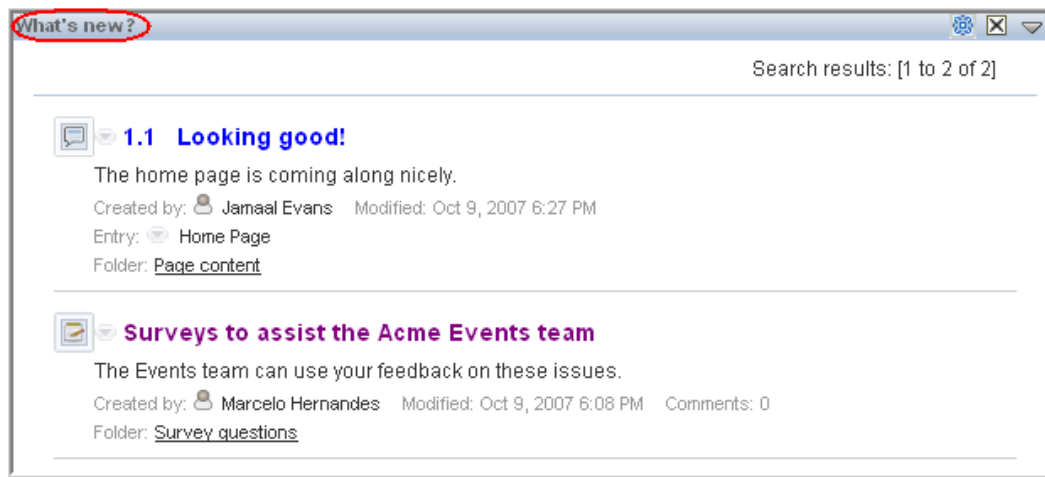 What's new?
Search results: [1 to 2 of 2]
1.1 Looking good!
The home page is coming along nicely.
Created by: Jamaal Evans Modified: Oct 9, 2007 6:27 PM
Entry: Home Page
Folder: Page content
Surveys to assist the Acme Events team
The Events team can use your feedback on these issues.
Created by: Marcelo Hernandes Modified: Oct 9, 2007 6:08 PM Comments: 0
Folder: Survey questions